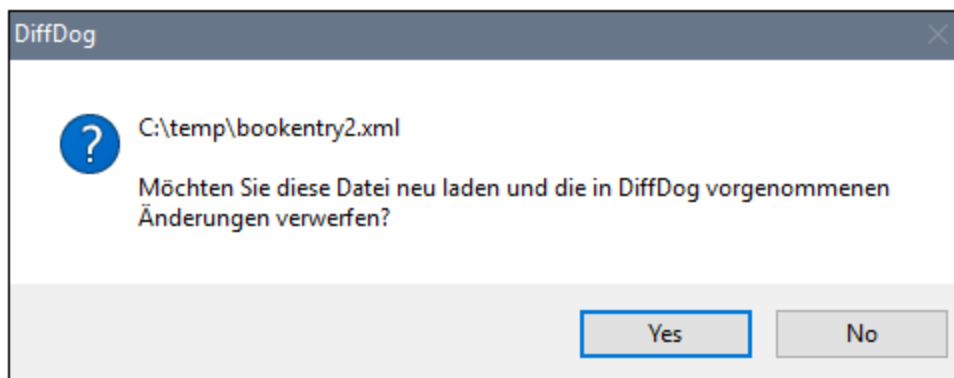 DiffDog
C:\temp\bookentry2.xml
Möchten Sie diese Datei neu laden und die in DiffDog vorgenommenen
Änderungen verwerfen?
Yes
No